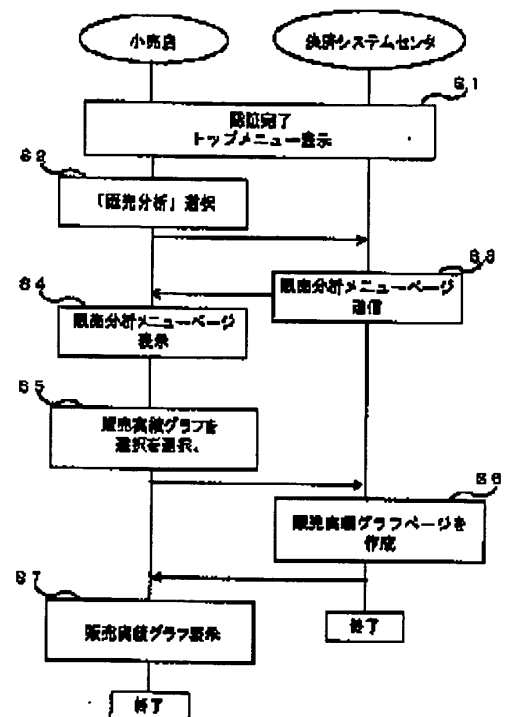 小売店
決済システムセンタ
S1
認証完了
トップメニュー表示
S2
「販売分析」選択
S3
販売分析メニューページ
送信
S4
販売分析メニューページ
表示
S5
販売実績グラフを
選択を選択。
S6
販売実績グラフページを
作成
S7
販売実績グラフ表示
終了
終了